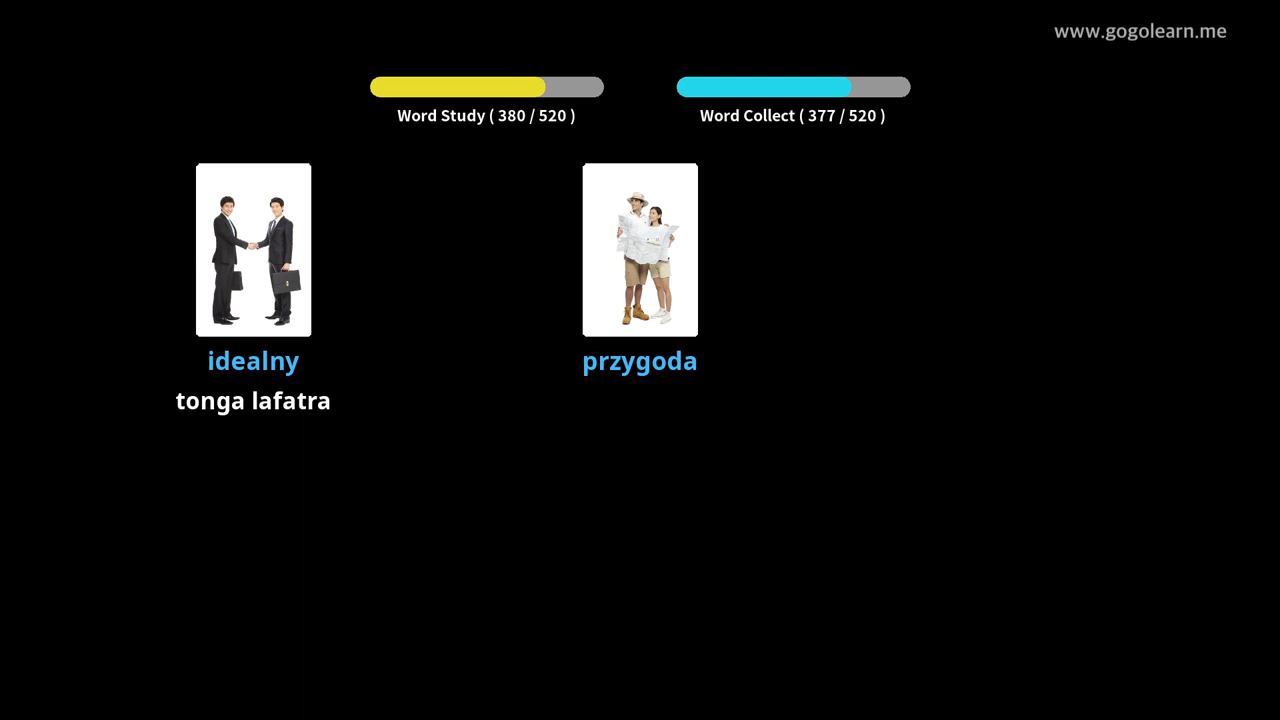 www.gogolearn.me
Word Study ( 380 / 520 )
Word Collect ( 377 / 520 )
idealny
przygoda
tonga lafatra